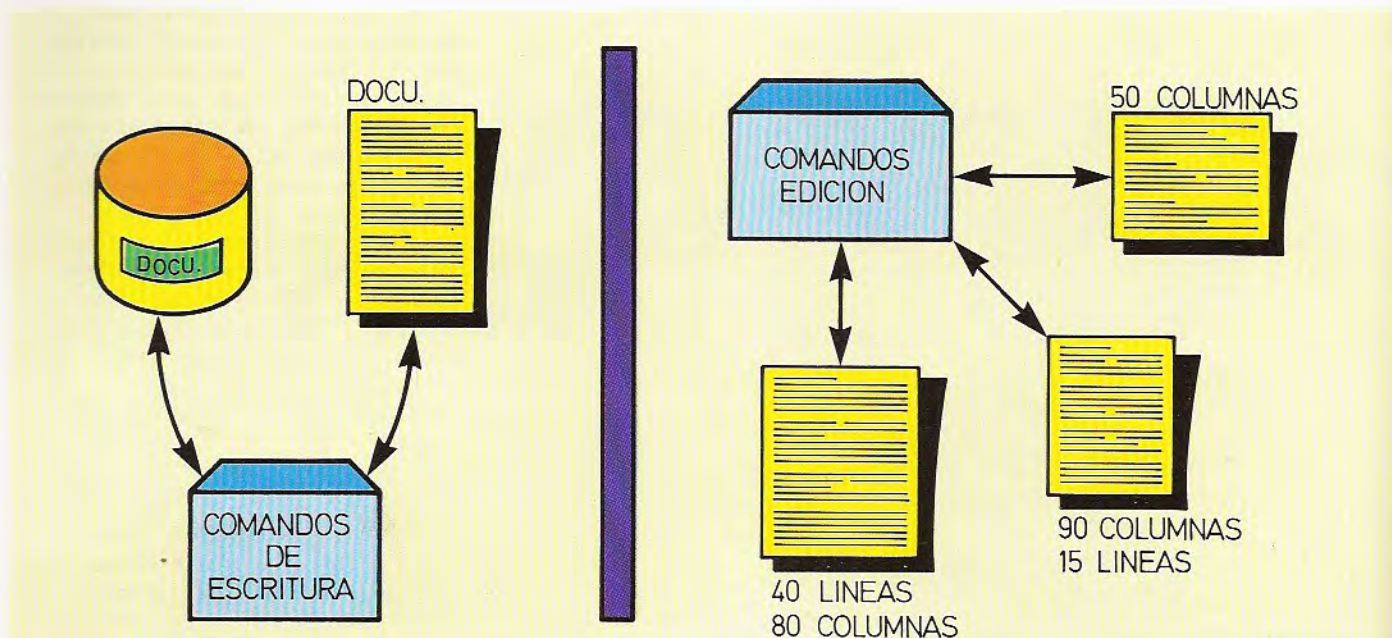 DOCU.
DOCU.
COMANDOS
DE
ESCRITURA
COMANDOS
EDICION
50 COLUMNAS
40 LINEAS
80 COLUMNAS
90 COLUMNAS
15 LINEAS